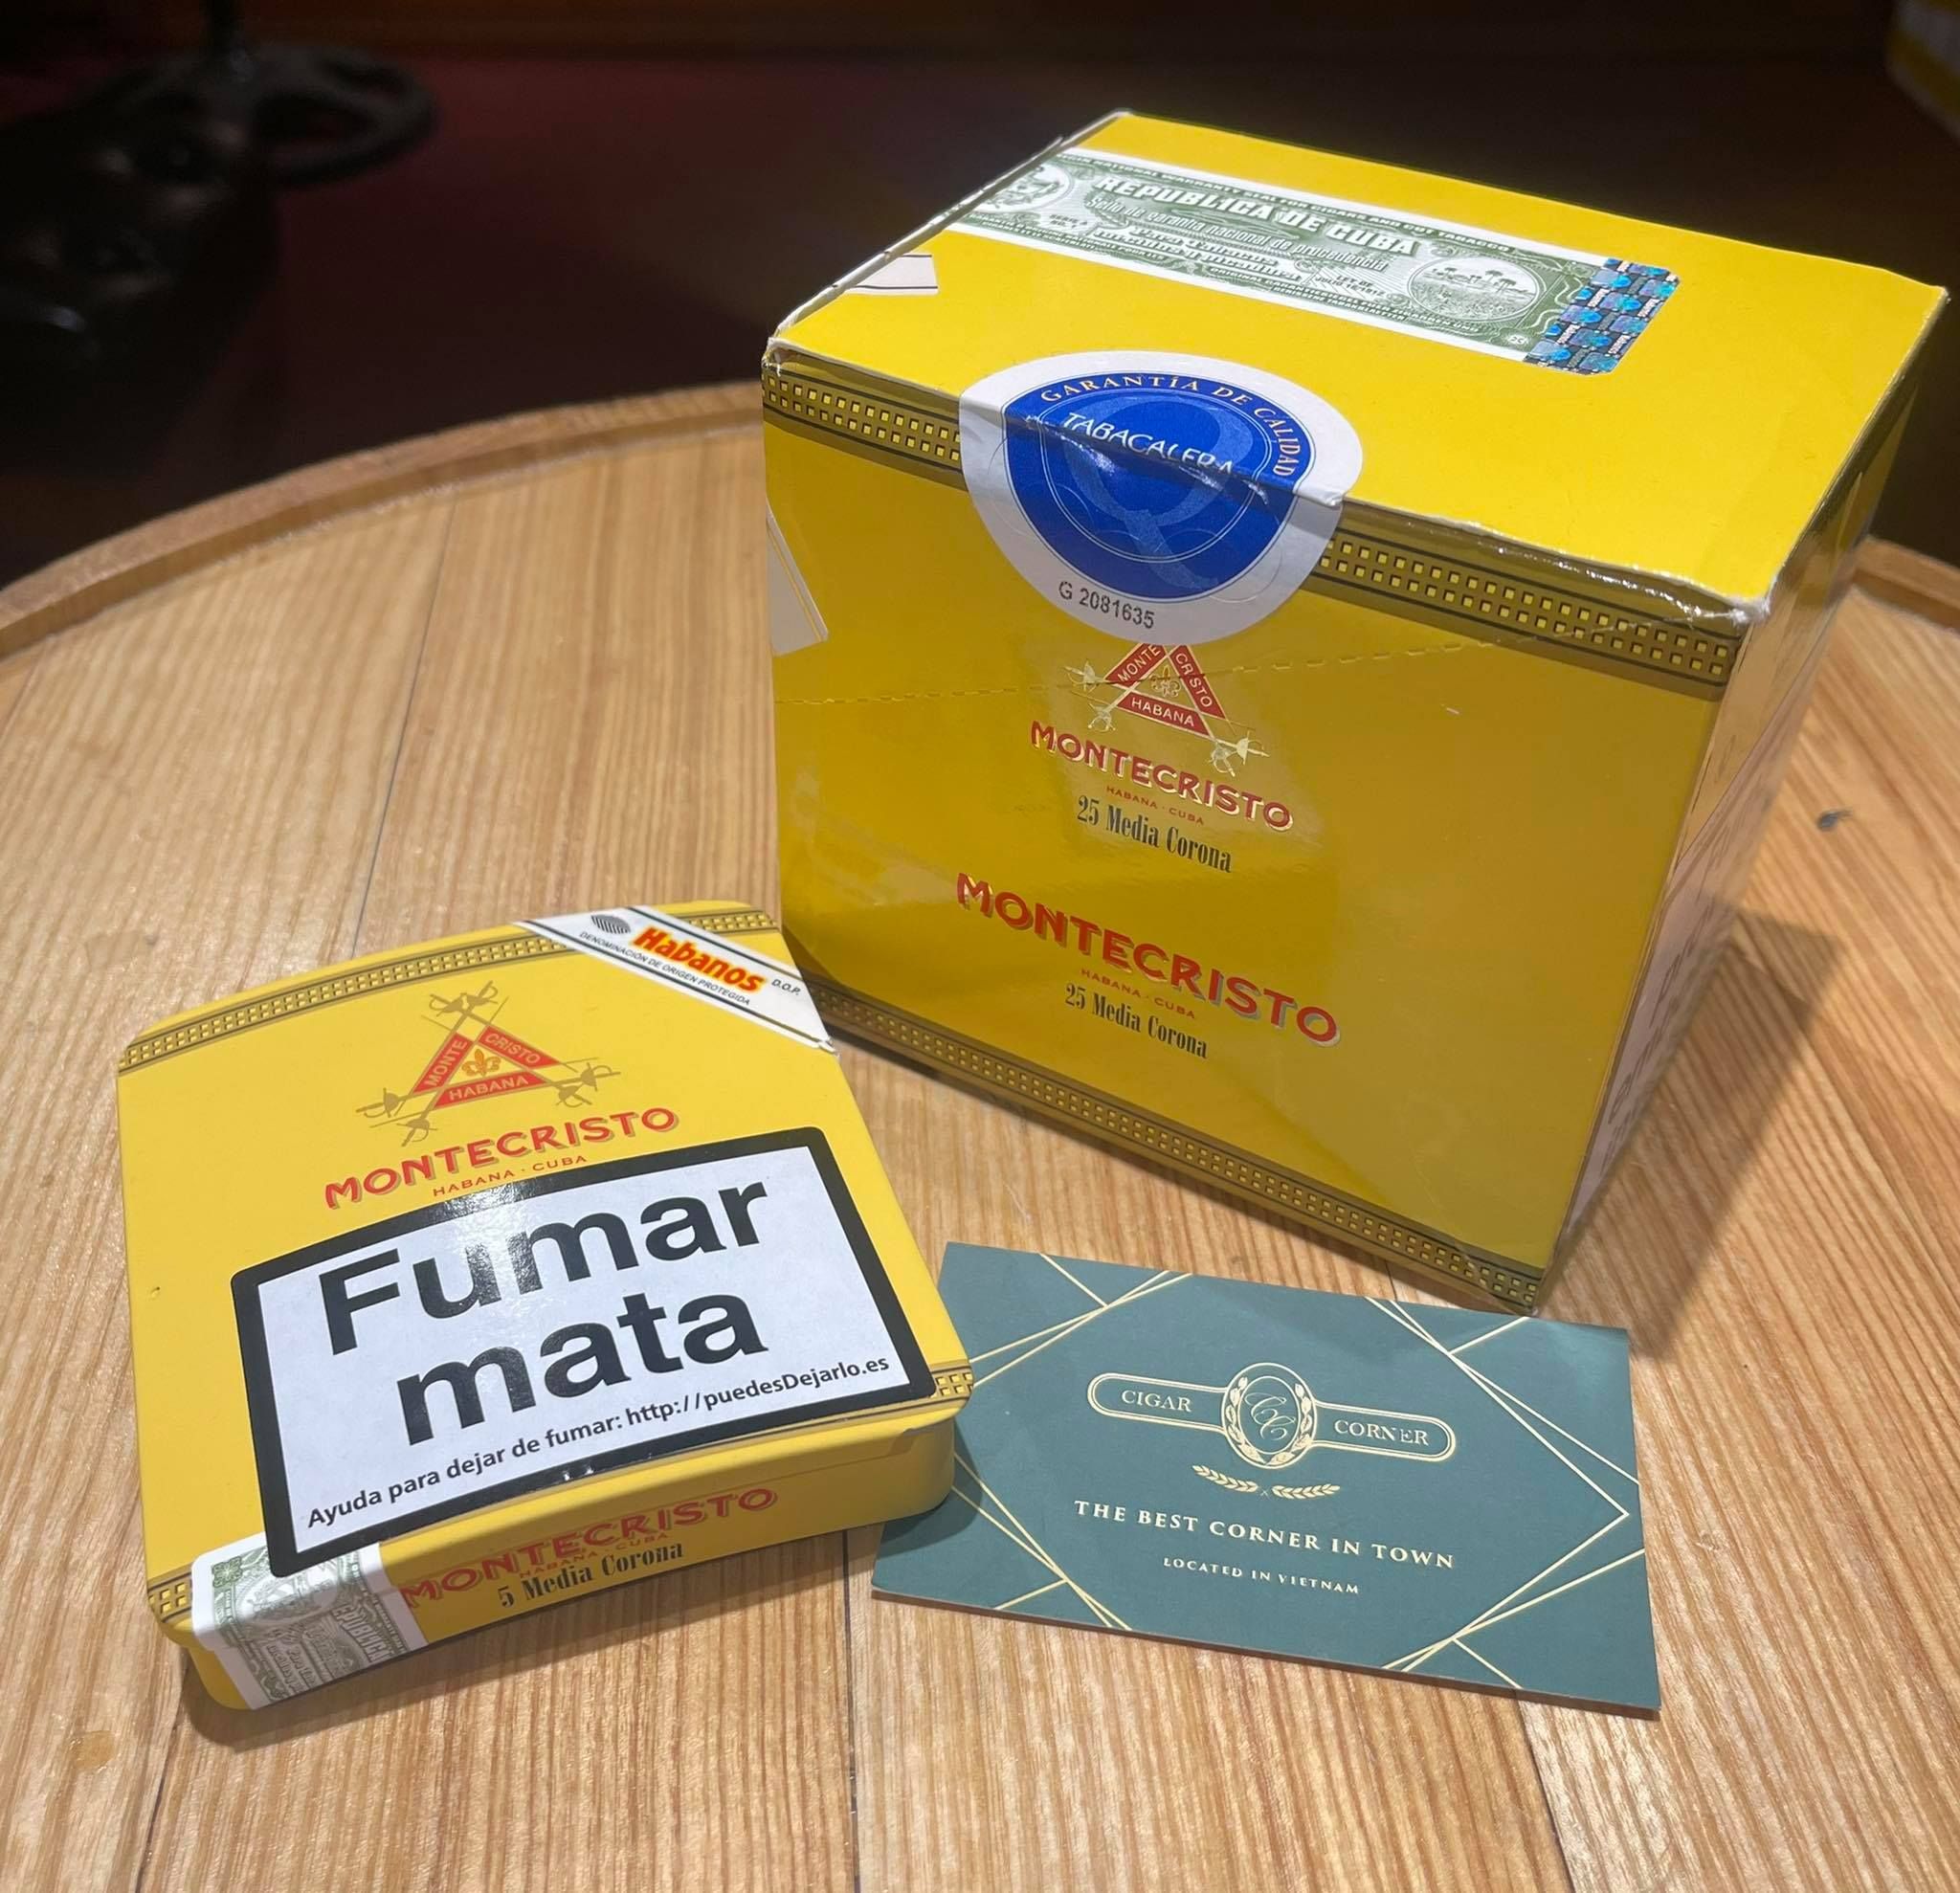 REPUBLICA DE CUBA
Sello de garantia nacional de procedencia
GARANTÍA DE CALIDAD
TABACALERA
G 2081635
MONTE
CRISTO
HABANA
MONTECRISTO
HABANA · CUBA
25 Media Corona
MONTECRISTO
HABANA · CUBA
25 Media Corona
Habanos
DENOMINACIÓN DE ORIGEN PROTEGIDA
D.O.P.
MONTE
CRISTO
HABANA
MONTECRISTO
HABANA · CUBA
Fumar
mata
Ayuda para dejar de fumar: http://puedesDejarlo.es
MONTECRISTO
HABANA · CUBA
5 Media Corona
CIGAR
CC
CORNER
THE BEST CORNER IN TOWN
LOCATED IN VIETNAM